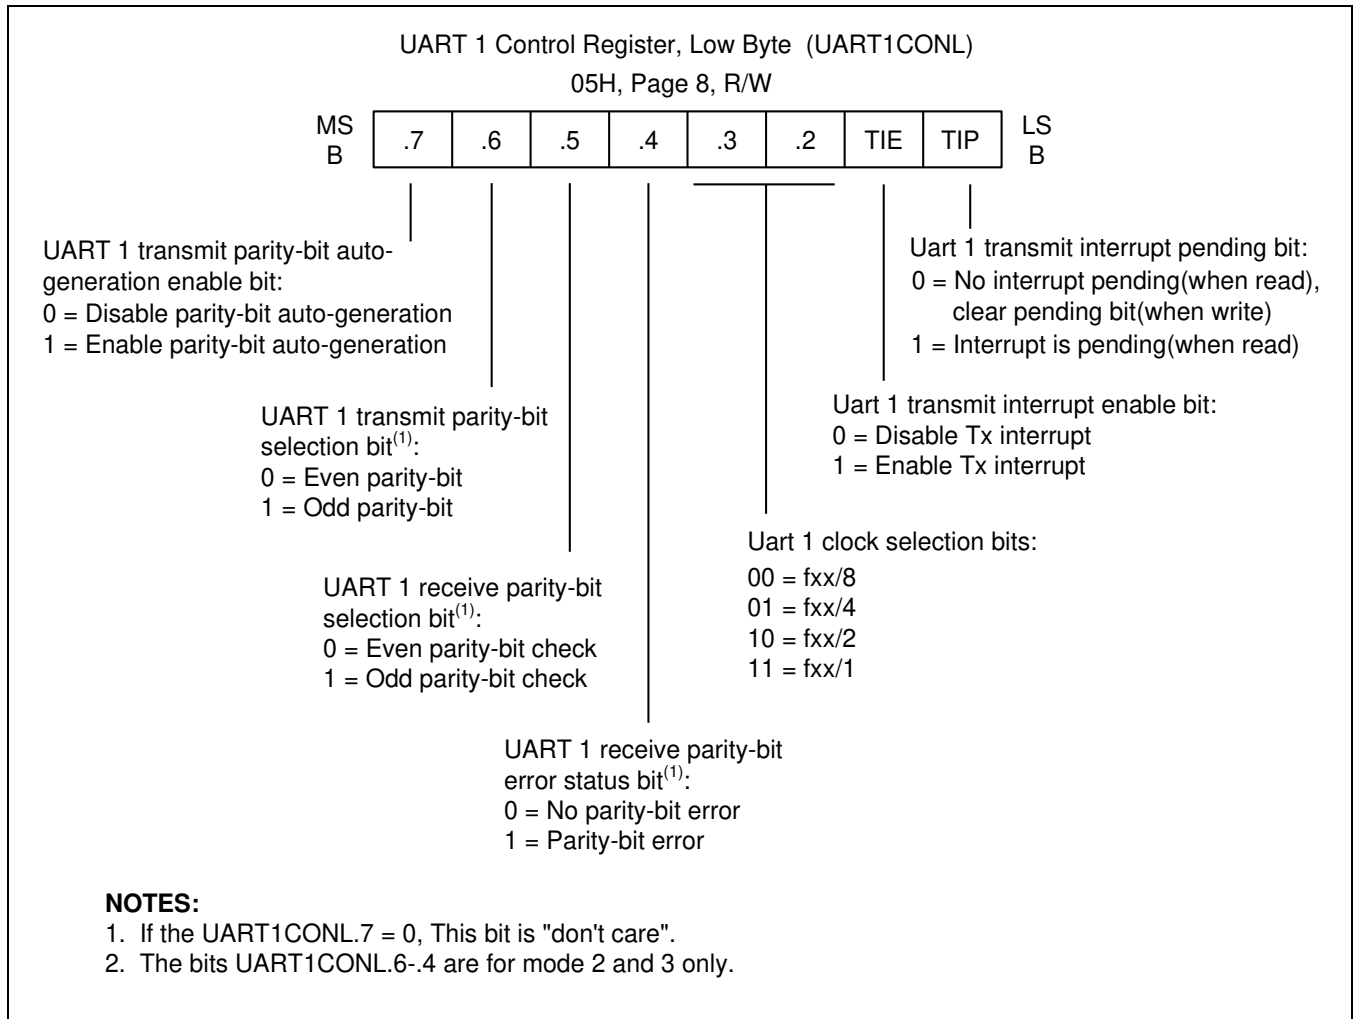 UART 1 Control Register, Low Byte (UART1CONL)
05H, Page 8, R/W
MS
B
.7 .6 .5 .4 .3 .2 TIE TIP
LS
B
UART 1 transmit parity-bit auto-
generation enable bit:
0 = Disable parity-bit auto-generation
1 = Enable parity-bit auto-generation
Uart 1 transmit interrupt pending bit:
0 = No interrupt pending(when read),
clear pending bit(when write)
1 = Interrupt is pending(when read)
UART 1 transmit parity-bit
selection bit(1):
0 = Even parity-bit
1 = Odd parity-bit
Uart 1 transmit interrupt enable bit:
0 = Disable Tx interrupt
1 = Enable Tx interrupt
Uart 1 clock selection bits:
00 = fxx/8
01 = fxx/4
10 = fxx/2
11 = fxx/1
UART 1 receive parity-bit
selection bit(1):
0 = Even parity-bit check
1 = Odd parity-bit check
UART 1 receive parity-bit
error status bit(1):
0 = No parity-bit error
1 = Parity-bit error
NOTES:
1. If the UART1CONL.7 = 0, This bit is "don't care".
2. The bits UART1CONL.6-.4 are for mode 2 and 3 only.